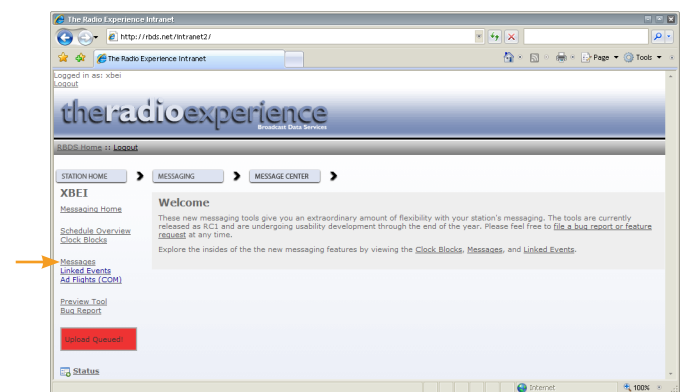 The Radio Experience Intranet
http://rbds.net/intranet2/
The Radio Experience Intranet
Page
Tools
Logged in as: xbei
Logout
theradioexperience
Broadcast Data Services
RBDS Home :: Logout
STATION HOME
MESSAGING
MESSAGE CENTER
XBEI
Messaging Home
Schedule Overview
Clock Blocks
Messages
Linked Events
Ad Flights (COM)
Preview Tool
Bug Report
Upload Queued!
Status
Welcome
These new messaging tools give you an extraordinary amount of flexibility with your station's messaging. The tools are currently
released as RC1 and are undergoing usability development through the end of the year. Please feel free to file a bug report or feature
request at any time.
Explore the insides of the the new messaging features by viewing the Clock Blocks, Messages, and Linked Events.
Internet
100%